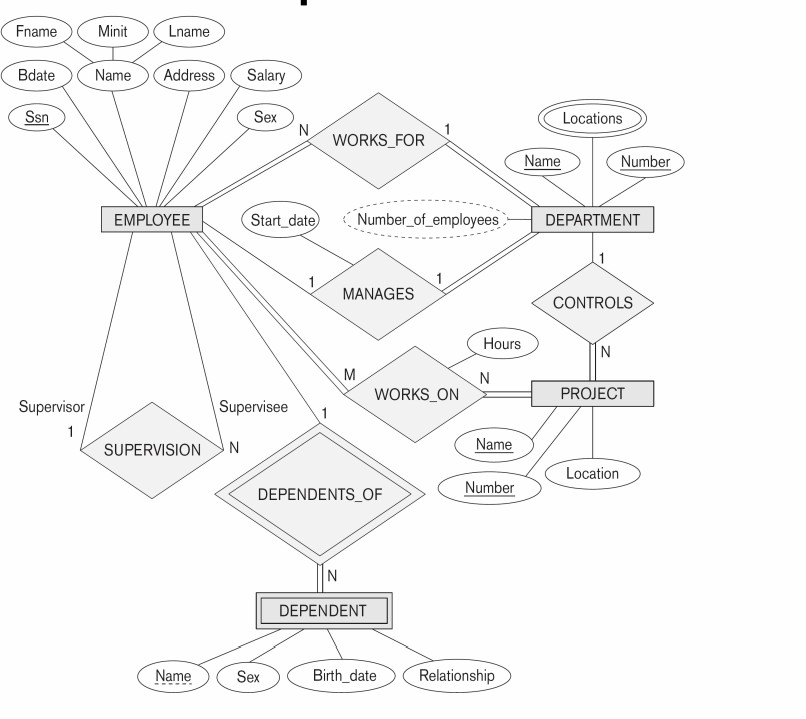 Fname
Minit
Lname
Bdate
Name
Address
Salary
Ssn
Sex
N
WORKS_FOR
1
Locations
Name
Number
EMPLOYEE
Start_date
Number_of_employees
DEPARTMENT
1
MANAGES
1
1
CONTROLS
N
Hours
M
WORKS_ON
N
PROJECT
Supervisor
Supervisee
1
SUPERVISION
N
1
Name
Number
Location
DEPENDENTS_OF
N
DEPENDENT
Name
Sex
Birth_date
Relationship